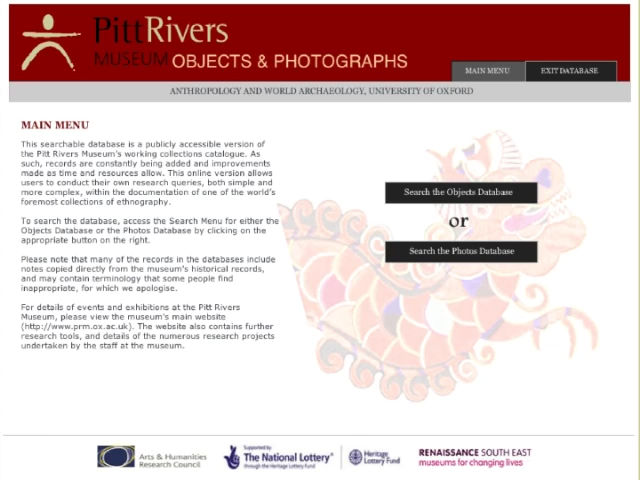 PittRivers
MUSEUM OBJECTS & PHOTOGRAPHS
MAIN MENU
EXIT DATABASE
ANTHROPOLOGY AND WORLD ARCHAEOLOGY, UNIVERSITY OF OXFORD
MAIN MENU
This searchable database is a publicly accessible version of
the Pitt Rivers Museum's working collections catalogue. As
such, records are constantly being added and improvements
made as time and resources allow. This online version allows
users to conduct their own research queries, both simple and
more complex, within the documentation of one of the world's
foremost collections of ethnography.
To search the database, access the Search Menu for either the
Objects Database or the Photos Database by clicking on the
appropriate button on the right.
Please note that many of the records in the databases include
notes copied directly from the museum's historical records,
and may contain terminology that some people find
inappropriate, for which we apologise.
For details of events and exhibitions at the Pitt Rivers
Museum, please view the museum's main website
(http://www.prm.ox.ac.uk). The website also contains further
research tools, and details of the numerous research projects
undertaken by the staff at the museum.
Search the Objects Database
or
Search the Photos Database
Arts & Humanities
Research Council
Supported by
The National Lottery®
through the Heritage Lottery Fund
Heritage
Lottery Fund
RENAISSANCE SOUTH EAST
museums for changing lives